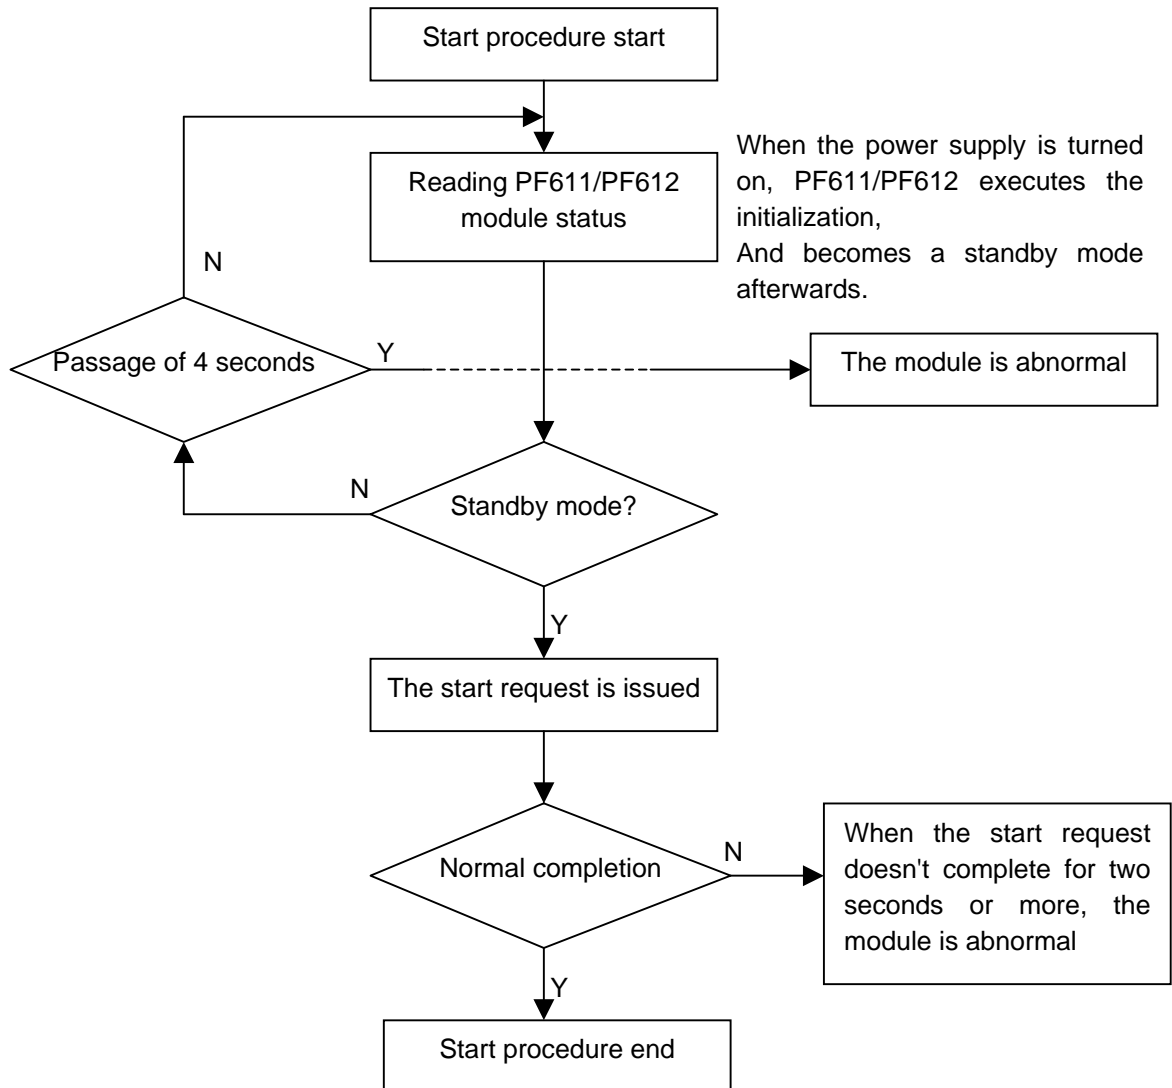 Start procedure start
When the power supply is turned
on, PF611/PF612 executes the
initialization,
And becomes a standby mode
afterwards.
Reading PF611/PF612
module status
N
Passage of 4 seconds
Y
The module is abnormal
N
Standby mode?
Y
The start request is issued
Normal completion
N
When the start request
doesn't complete for two
seconds or more, the
module is abnormal
Y
Start procedure end